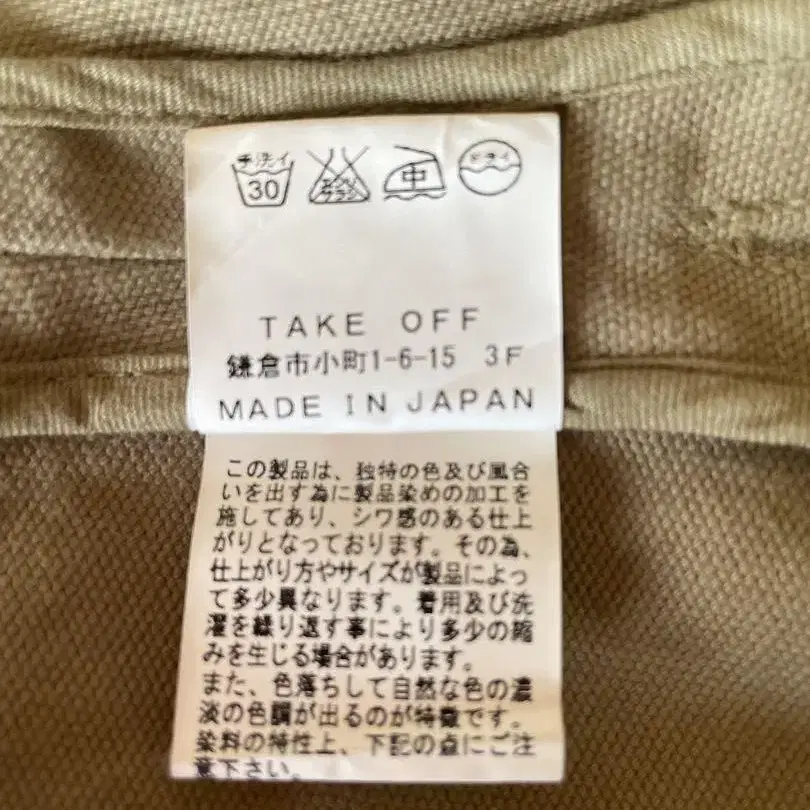 手洗イ
30
エンソ
サラシ
中
ドライ
TAKE OFF
鎌倉市小町1-6-15 3F
MADE IN JAPAN
この製品は、独特の色及び風合
いを出す為に製品染めの加工を
施してあり、シワ感のある仕上
がりとなっております。その為、
仕上がり方やサイズが製品によっ
て多少異なります。着用及び洗
濯を繰り返す事により多少の縮
みを生じる場合があります。
また、色落ちして自然な色の濃
淡の色調が出るのが特徴です。
染料の特性上、下記の点にご注
意下さい。